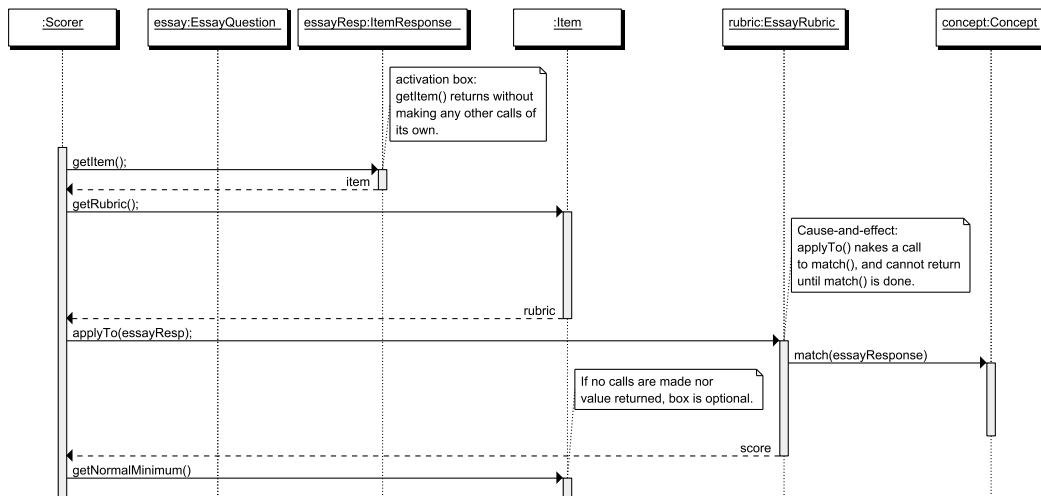 :Scorer
essay:EssayQuestion
essayResp:ItemResponse
:Item
rubric:EssayRubric
concept:Concept
activation box:
getItem() returns without
making any other calls of
its own.
getItem();
item
getRubric();
Cause-and-effect:
applyTo() nakes a call
to match(), and cannot return
until match() is done.
rubric
applyTo(essayResp);
match(essayResponse)
If no calls are made nor
value returned, box is optional.
score
getNormalMinimum()